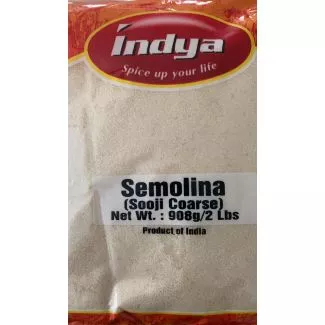 indya
Spice up your life
Semolina
(Sooji Coarse)
Net Wt. : 908g/2 Lbs
Product of India